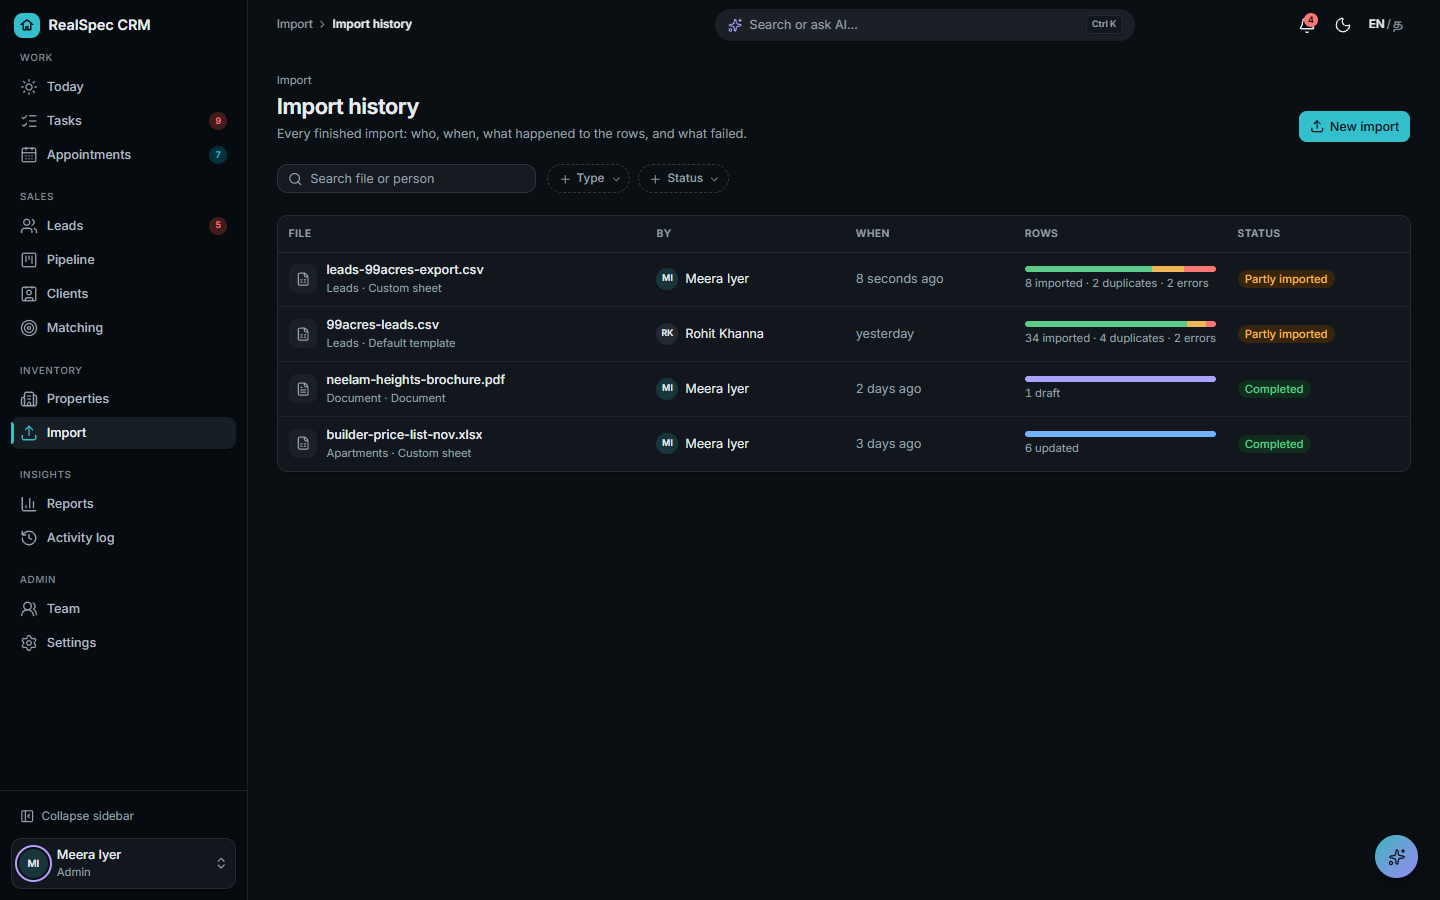 RealSpec CRM
WORK
Today
Tasks 9
Appointments 7
SALES
Leads 5
Pipeline
Clients
Matching
INVENTORY
Properties
Import
INSIGHTS
Reports
Activity log
ADMIN
Team
Settings
Collapse sidebar
MI Meera Iyer
Admin
Import > Import history
Search or ask AI... Ctrl K
4
EN / த
Import
Import history
Every finished import: who, when, what happened to the rows, and what failed.
New import
Search file or person
+ Type
+ Status
FILE BY WHEN ROWS STATUS
leads-99acres-export.csv
Leads · Custom sheet
MI Meera Iyer
8 seconds ago
8 imported · 2 duplicates · 2 errors
Partly imported
99acres-leads.csv
Leads · Default template
RK Rohit Khanna
yesterday
34 imported · 4 duplicates · 2 errors
Partly imported
neelam-heights-brochure.pdf
Document · Document
MI Meera Iyer
2 days ago
1 draft
Completed
builder-price-list-nov.xlsx
Apartments · Custom sheet
MI Meera Iyer
3 days ago
6 updated
Completed